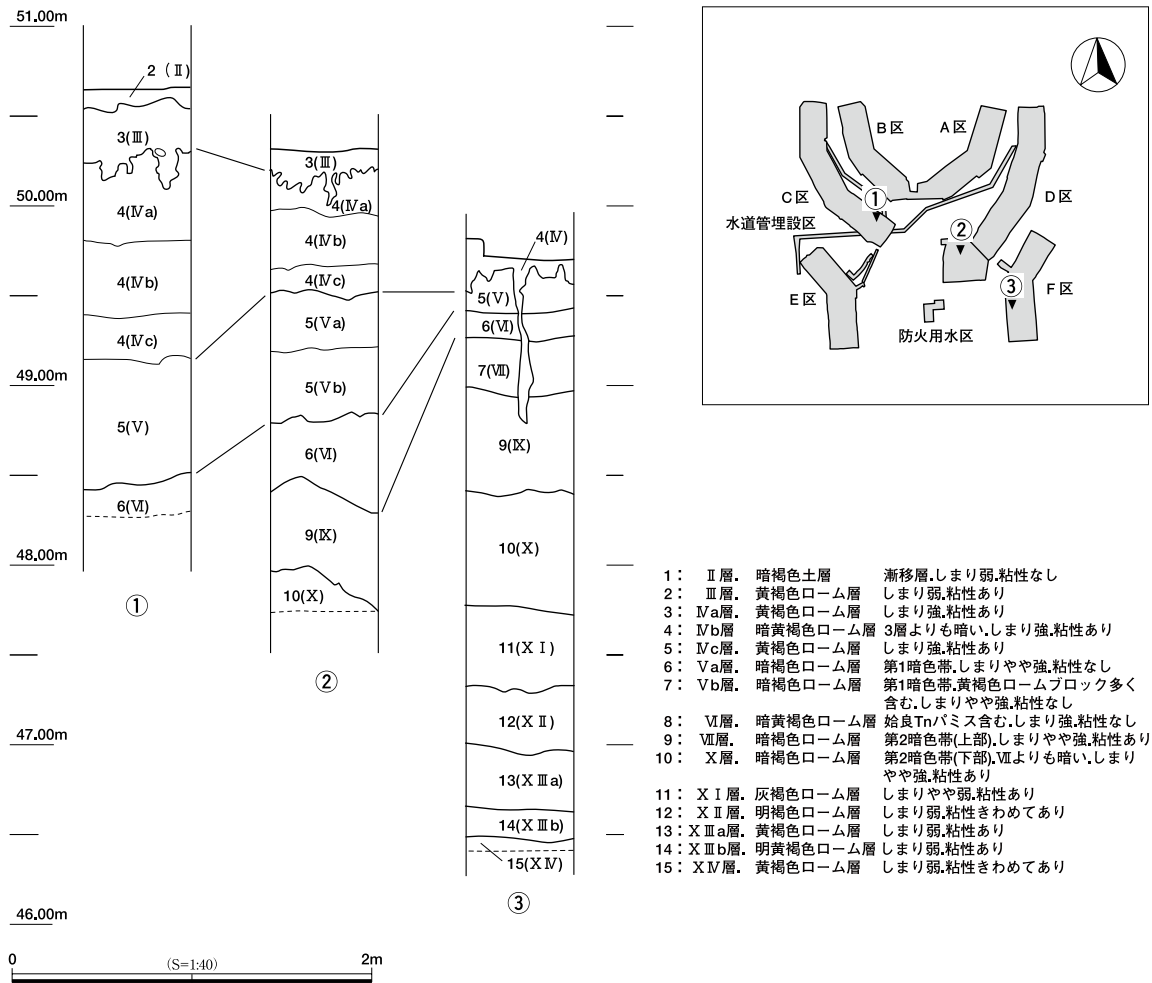 51.00m
50.00m
49.00m
48.00m
47.00m
46.00m
2 (Ⅱ)
3(Ⅲ)
4(Ⅳa)
4(Ⅳb)
4(Ⅳc)
5(Ⅴ)
6(Ⅵ)
①
3(Ⅲ)
4(Ⅳa)
4(Ⅳb)
4(Ⅳc)
5(Ⅴa)
5(Ⅴb)
6(Ⅵ)
9(Ⅸ)
10(Ⅹ)
②
4(Ⅳ)
5(Ⅴ)
6(Ⅵ)
7(Ⅶ)
9(Ⅸ)
10(Ⅹ)
11(ⅩⅠ)
12(ⅩⅡ)
13(ⅩⅢa)
14(ⅩⅢb)
15(ⅩⅣ)
③
B区
A区
C区
①
D区
水道管埋設区
②
E区
③
F区
防火用水区
1： Ⅱ層. 暗褐色土層 漸移層.しまり弱.粘性なし
2： Ⅲ層. 黄褐色ローム層 しまり弱.粘性あり
3： Ⅳa層. 黄褐色ローム層 しまり強.粘性あり
4： Ⅳb層 暗黄褐色ローム層 3層よりも暗い.しまり強.粘性あり
5： Ⅳc層. 黄褐色ローム層 しまり強.粘性あり
6： Ⅴa層. 暗褐色ローム層 第1暗色帯.しまりやや強.粘性なし
7： Ⅴb層. 暗褐色ローム層 第1暗色帯.黄褐色ロームブロック多く
含む.しまりやや強.粘性なし
8： Ⅵ層. 暗黄褐色ローム層 姶良Tnパミス含む.しまり強.粘性なし
9： Ⅶ層. 暗褐色ローム層 第2暗色帯(上部).しまりやや強.粘性あり
10： Ⅹ層. 暗褐色ローム層 第2暗色帯(下部).Ⅶよりも暗い.しまり
やや強.粘性あり
11： ⅩⅠ層. 灰褐色ローム層 しまりやや弱.粘性あり
12： ⅩⅡ層. 明褐色ローム層 しまり弱.粘性きわめてあり
13： ⅩⅢa層. 黄褐色ローム層 しまり弱.粘性あり
14： ⅩⅢb層. 明黄褐色ローム層 しまり弱.粘性あり
15： ⅩⅣ層. 黄褐色ローム層 しまり弱.粘性きわめてあり
0 (S=1:40) 2m